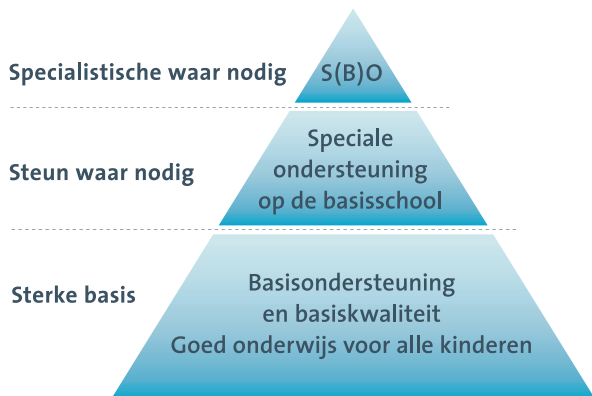 Specialistische waar nodig
S(B)O
Steun waar nodig
Speciale
ondersteuning
op de basisschool
Sterke basis
Basisondersteuning
en basiskwaliteit
Goed onderwijs voor alle kinderen